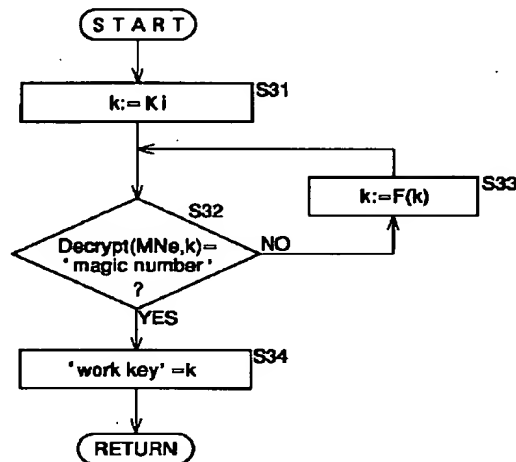 START
S31
k:=Ki
S33
k:=F(k)
S32
Decrypt(MNe,k)=
'magic number'
?
NO
YES
S34
'work key'=k
RETURN